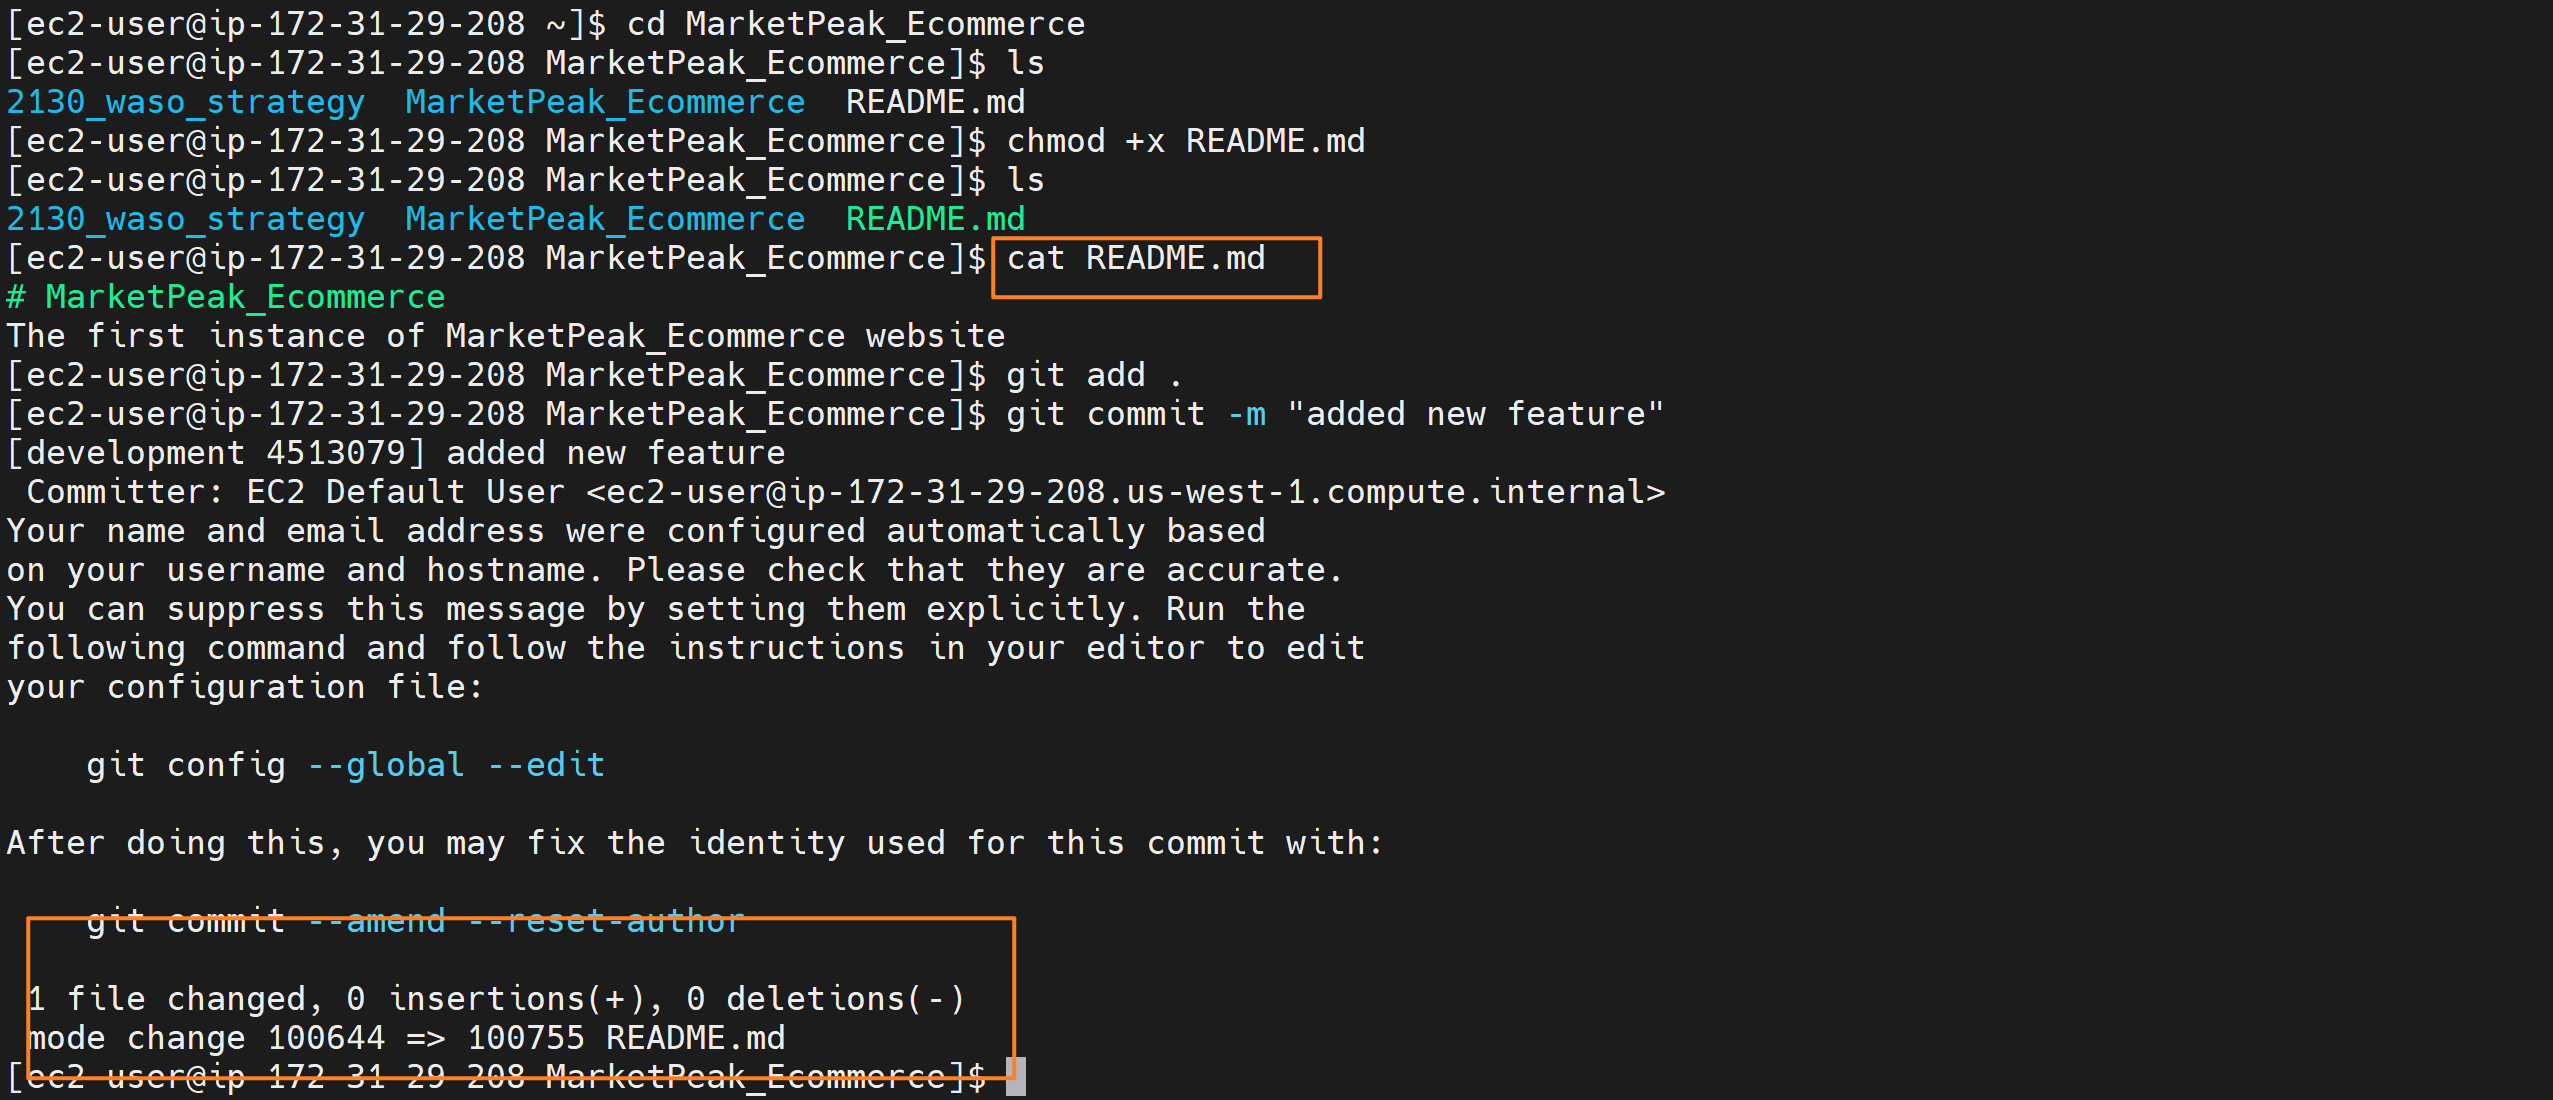 [ec2-user@ip-172-31-29-208 ~]$ cd MarketPeak_Ecommerce
[ec2-user@ip-172-31-29-208 MarketPeak_Ecommerce]$ ls
2130_waso_strategy  MarketPeak_Ecommerce  README.md
[ec2-user@ip-172-31-29-208 MarketPeak_Ecommerce]$ chmod +x README.md
[ec2-user@ip-172-31-29-208 MarketPeak_Ecommerce]$ ls
2130_waso_strategy  MarketPeak_Ecommerce  README.md
[ec2-user@ip-172-31-29-208 MarketPeak_Ecommerce]$ cat README.md
# MarketPeak_Ecommerce
The first instance of MarketPeak_Ecommerce website
[ec2-user@ip-172-31-29-208 MarketPeak_Ecommerce]$ git add .
[ec2-user@ip-172-31-29-208 MarketPeak_Ecommerce]$ git commit -m "added new feature"
[development 4513079] added new feature
 Committer: EC2 Default User <ec2-user@ip-172-31-29-208.us-west-1.compute.internal>
Your name and email address were configured automatically based
on your username and hostname. Please check that they are accurate.
You can suppress this message by setting them explicitly. Run the
following command and follow the instructions in your editor to edit
your configuration file:
    git config --global --edit
After doing this, you may fix the identity used for this commit with:
    git commit --amend --reset-author
 1 file changed, 0 insertions(+), 0 deletions(-)
 mode change 100644 => 100755 README.md
[ec2-user@ip-172-31-29-208 MarketPeak_Ecommerce]$